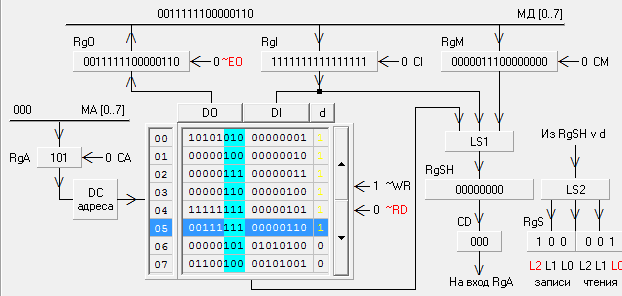 0011111100000110 МД [0..7]
RgO RgI RgM
0011111100000110 0 ~EO 1111111111111111 0 CI 0000011100000000 0 CM
000 МА [0..7]
DO DI d
RgA 101 0 CA
DC
адреса
00 10101010 00000001 1
01 00000100 00000010 1
02 00000111 00000011 1
03 00000110 00000100 1
04 11111111 00000101 1
05 00111111 00000110 1
06 00000101 01010100 0
07 01100100 00101001 0
1 ~WR
0 ~RD
LS1
Из RgSH v d
RgSH
00000000
LS2
CD
000
RgS
1 0 0 0 0 1
L2 L1 L0 L2 L1 L0
На вход RgA
записи чтения